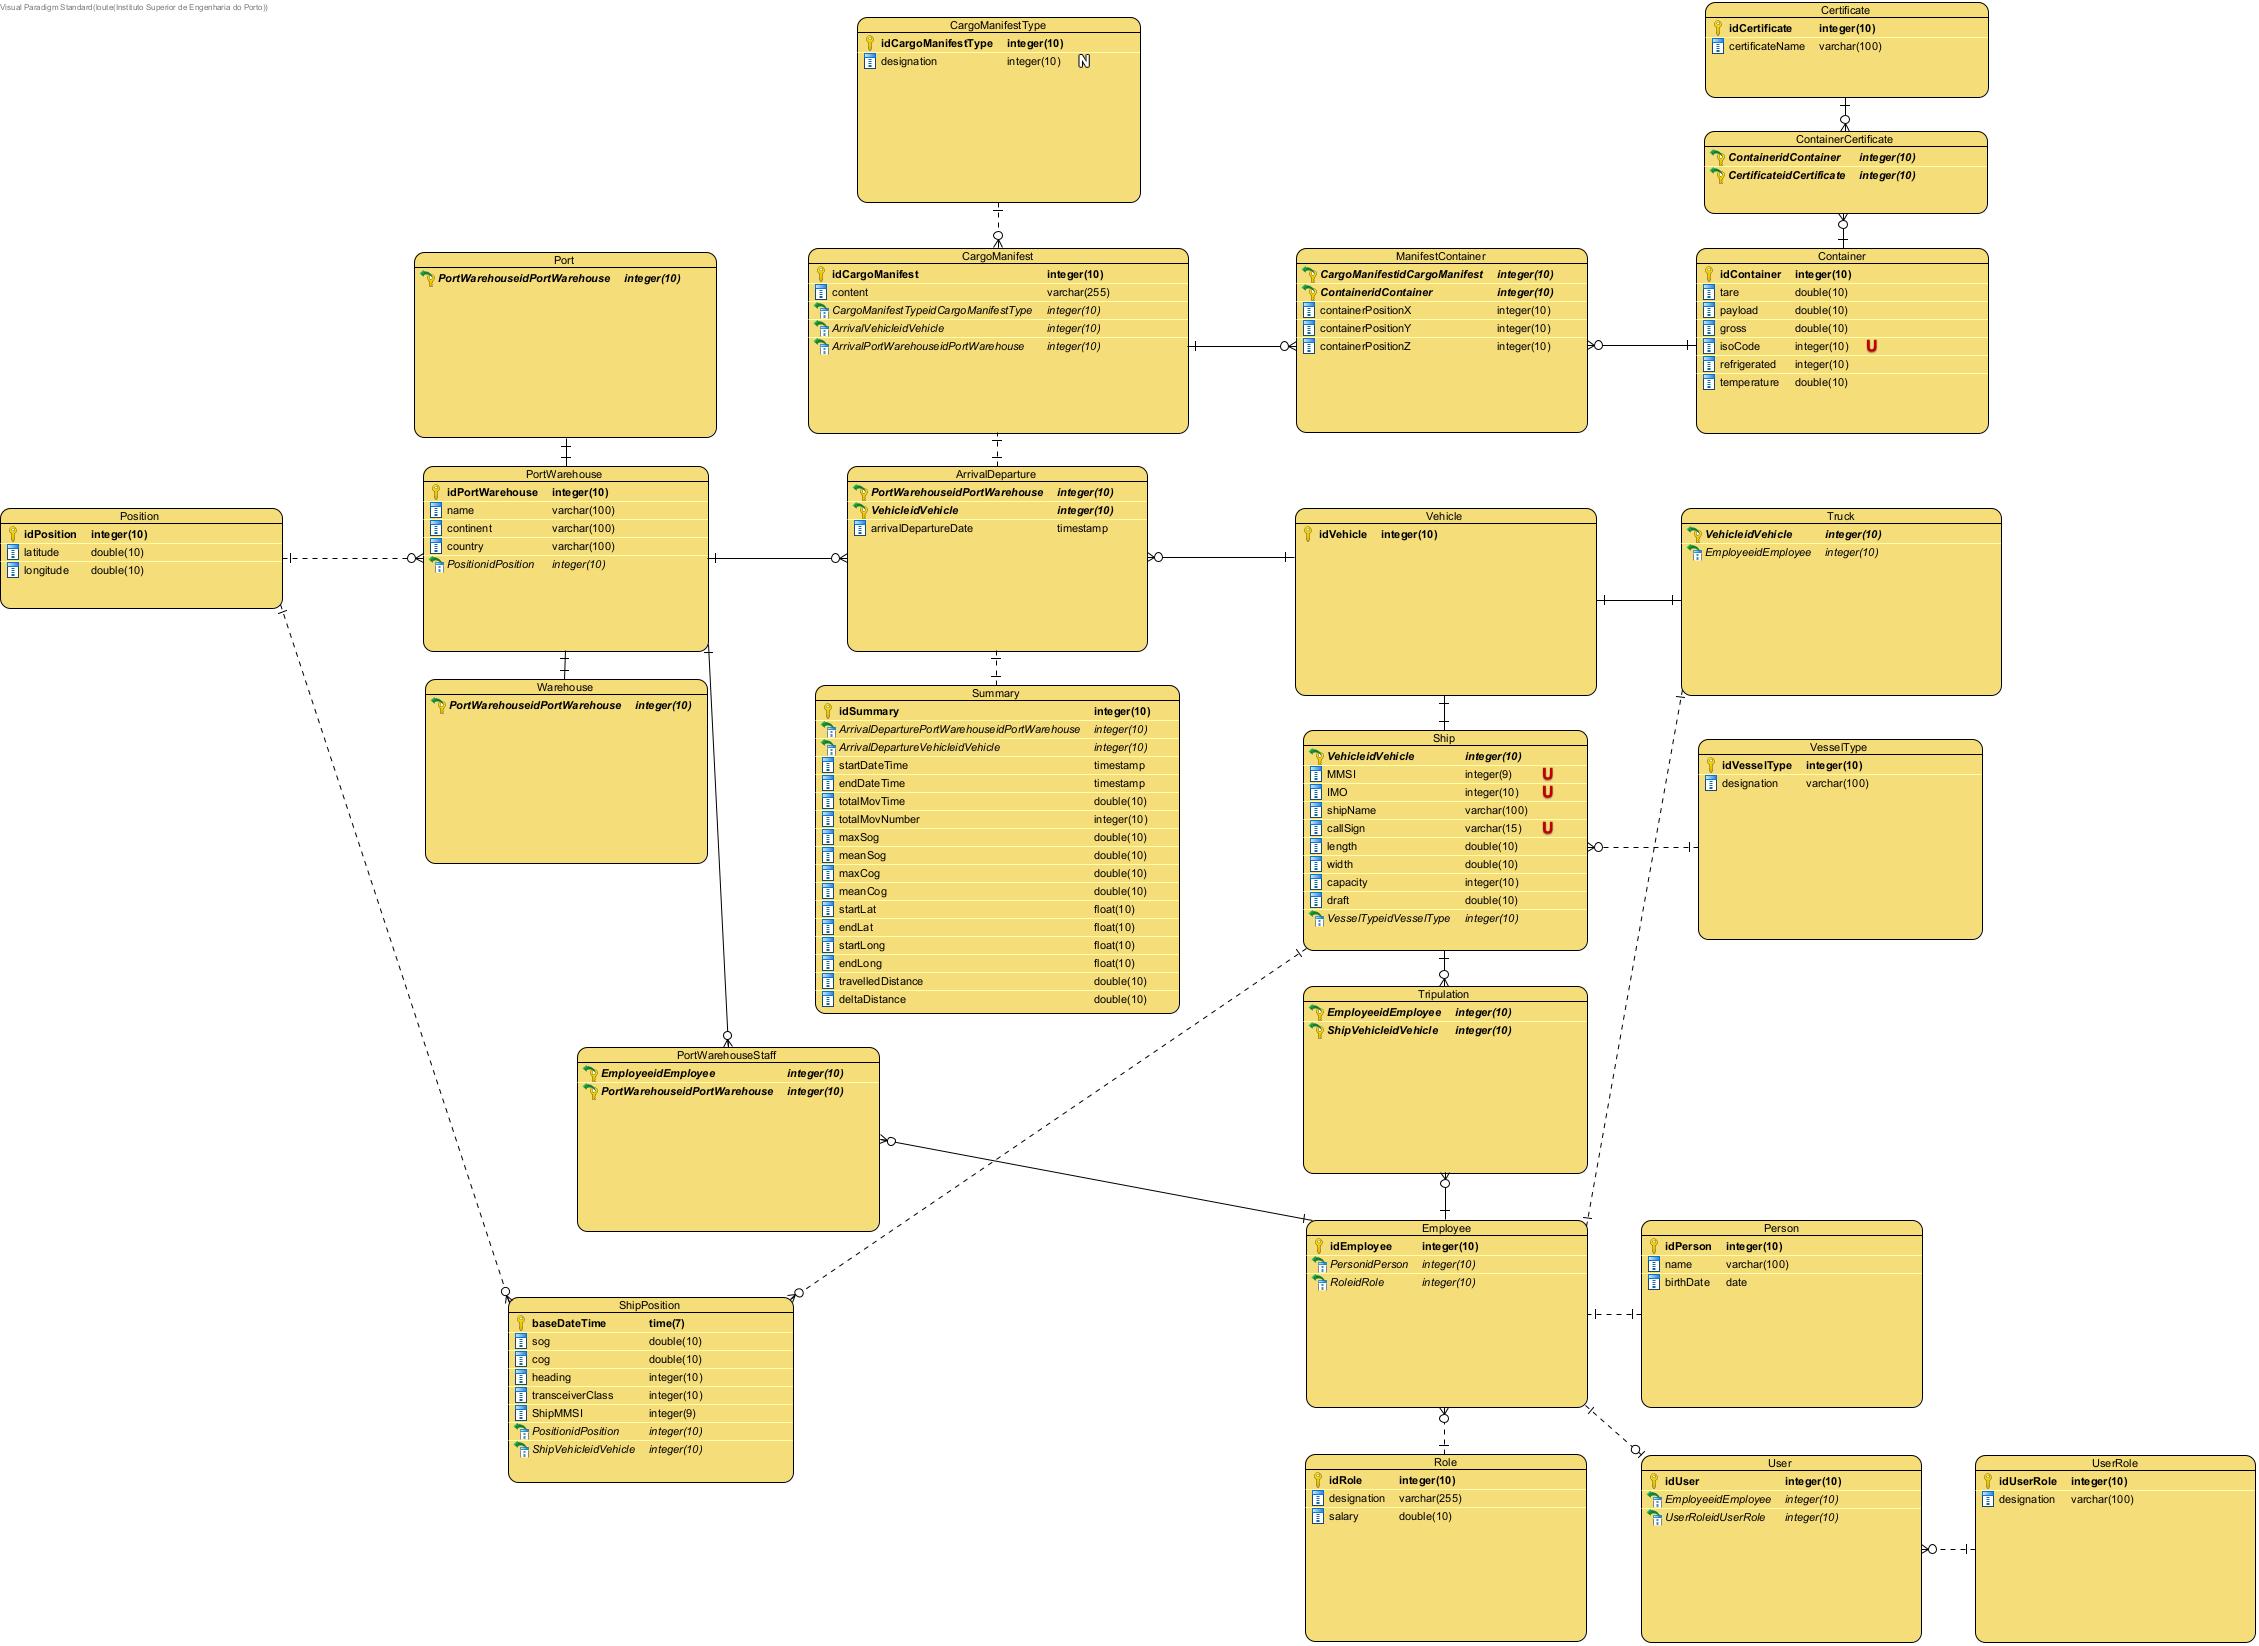 Visual Paradigm Standard(loute(Instituto Superior de Engenharia do Porto))
CargoManifestType
idCargoManifestType integer(10)
designation integer(10) N
Certificate
idCertificate integer(10)
certificateName varchar(100)
ContainerCertificate
ContaineridContainer integer(10)
CertificateidCertificate integer(10)
Port
PortWarehouseidPortWarehouse integer(10)
CargoManifest
idCargoManifest integer(10)
content varchar(255)
CargoManifestTypeidCargoManifestType integer(10)
ArrivalVehicleidVehicle integer(10)
ArrivalPortWarehouseidPortWarehouse integer(10)
ManifestContainer
CargoManifestidCargoManifest integer(10)
ContaineridContainer integer(10)
containerPositionX integer(10)
containerPositionY integer(10)
containerPositionZ integer(10)
Container
idContainer integer(10)
tare double(10)
payload double(10)
gross double(10)
isoCode integer(10) U
refrigerated integer(10)
temperature double(10)
Position
idPosition integer(10)
latitude double(10)
longitude double(10)
PortWarehouse
idPortWarehouse integer(10)
name varchar(100)
continent varchar(100)
country varchar(100)
PositionidPosition integer(10)
ArrivalDeparture
PortWarehouseidPortWarehouse integer(10)
VehicleidVehicle integer(10)
arrivalDepartureDate timestamp
Vehicle
idVehicle integer(10)
Truck
VehicleidVehicle integer(10)
EmployeeidEmployee integer(10)
Warehouse
PortWarehouseidPortWarehouse integer(10)
Summary
idSummary integer(10)
ArrivalDeparturePortWarehouseidPortWarehouse integer(10)
ArrivalDepartureVehicleidVehicle integer(10)
startDateTime timestamp
endDateTime timestamp
totalMovTime double(10)
totalMovNumber integer(10)
maxSog double(10)
meanSog double(10)
maxCog double(10)
meanCog double(10)
startLat float(10)
endLat float(10)
startLong float(10)
endLong float(10)
travelledDistance double(10)
deltaDistance double(10)
Ship
VehicleidVehicle integer(10)
MMSI integer(9) U
IMO integer(10) U
shipName varchar(100)
callSign varchar(15) U
length double(10)
width double(10)
capacity integer(10)
draft double(10)
VesselTypeidVesselType integer(10)
VesselType
idVesselType integer(10)
designation varchar(100)
Tripulation
EmployeeidEmployee integer(10)
ShipVehicleidVehicle integer(10)
PortWarehouseStaff
EmployeeidEmployee integer(10)
PortWarehouseidPortWarehouse integer(10)
Employee
idEmployee integer(10)
PersonidPerson integer(10)
RoleidRole integer(10)
Person
idPerson integer(10)
name varchar(100)
birthDate date
ShipPosition
baseDateTime time(7)
sog double(10)
cog double(10)
heading integer(10)
transceiverClass integer(10)
ShipMMSI integer(9)
PositionidPosition integer(10)
ShipVehicleidVehicle integer(10)
Role
idRole integer(10)
designation varchar(255)
salary double(10)
User
idUser integer(10)
EmployeeidEmployee integer(10)
UserRoleidUserRole integer(10)
UserRole
idUserRole integer(10)
designation varchar(100)